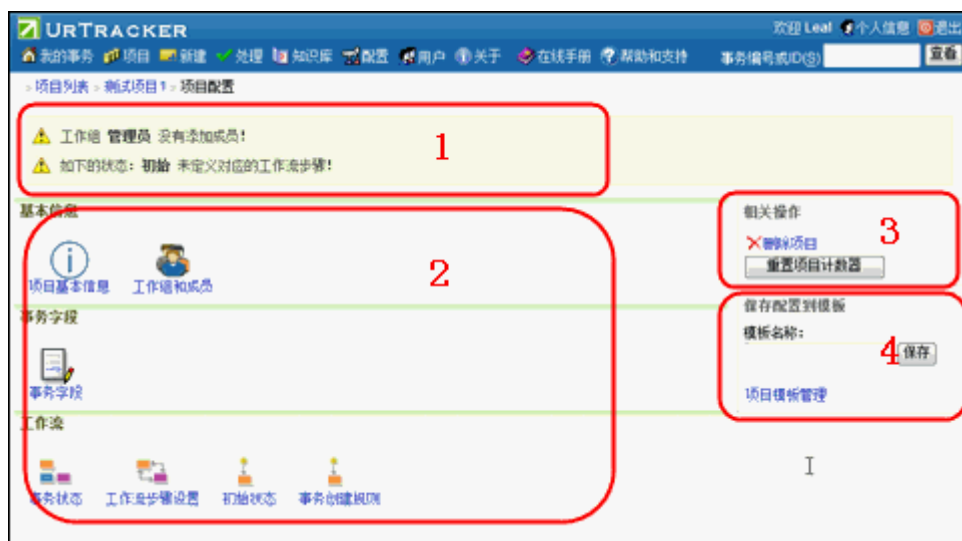 URTRACKER
欢迎 Leaf 个人信息 退出
我的事务 项目 新建 处理 知识库 配置 用户 关于 在线手册 帮助和支持 事务编号或ID(S) 查看
项目列表 > 测试项目1 > 项目配置
工作组 管理员 没有添加成员!
如下的状态: 初始 未定义对应的工作流步骤!
1
基本信息
项目基本信息 工作组和成员
2
事务字段
事务字段
工作流
事务状态 工作流步骤设置 初始状态 事务创建规则
相关操作
3
删除项目
重置项目计数器
保存配置到模板
模板名称:
4
保存
项目模板管理